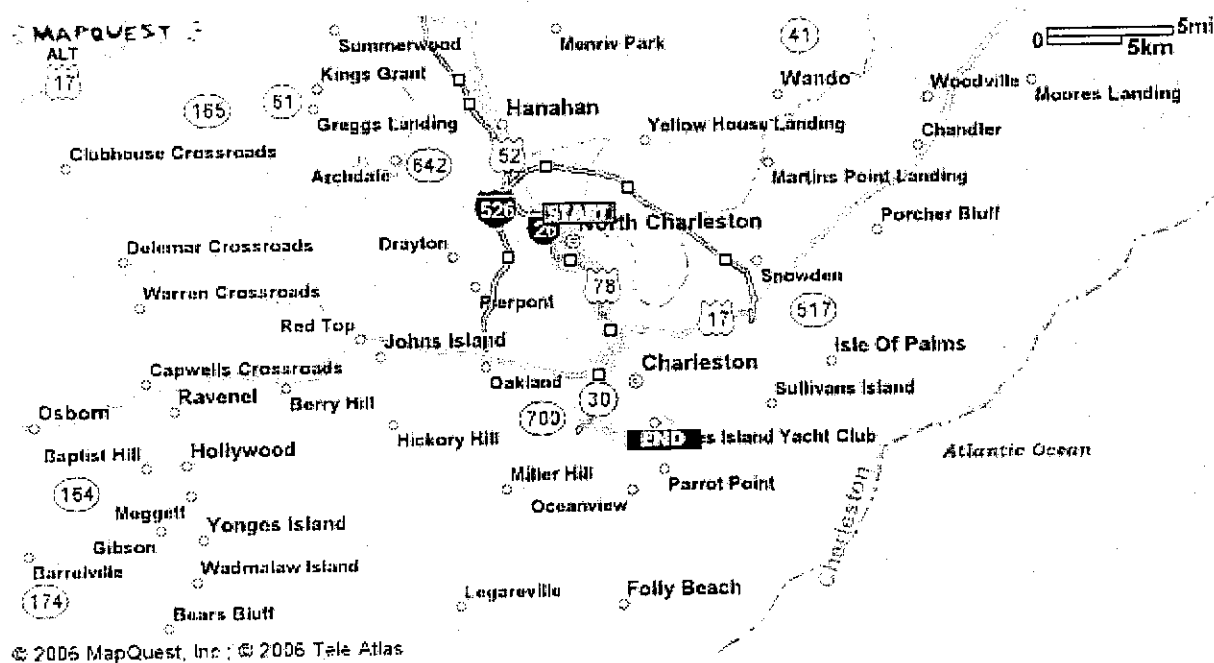 MAPQUEST
0 5mi
5km
Summerwood
Menriv Park
41
ALT
17
Kings Grant
Wando
Woodville
Moores Landing
165
61
Hanahan
Greggs Landing
Yellow House Landing
Chandler
Clubhouse Crossroads
Archdale
642
52
Martins Point Landing
526
START
26
North Charleston
Porcher Bluff
Delemar Crossroads
Drayton
Snowden
Warren Crossroads
Pierpont
78
17
517
Red Top
Johns Island
Isle Of Palms
Capwells Crossroads
Oakland
Charleston
Sullivans Island
Osborn
Ravenel
Berry Hill
700
30
Hickory Hill
END
es Island Yacht Club
Baptist Hill
Hollywood
Atlantic Ocean
164
Miller Hill
Parrot Point
Oceanview
Meggett
Yonges Island
Charleston
Gibson
Barrelville
Wadmalaw Island
174
Legareville
Folly Beach
Bears Bluff
© 2006 MapQuest, Inc.; © 2006 Tele Atlas